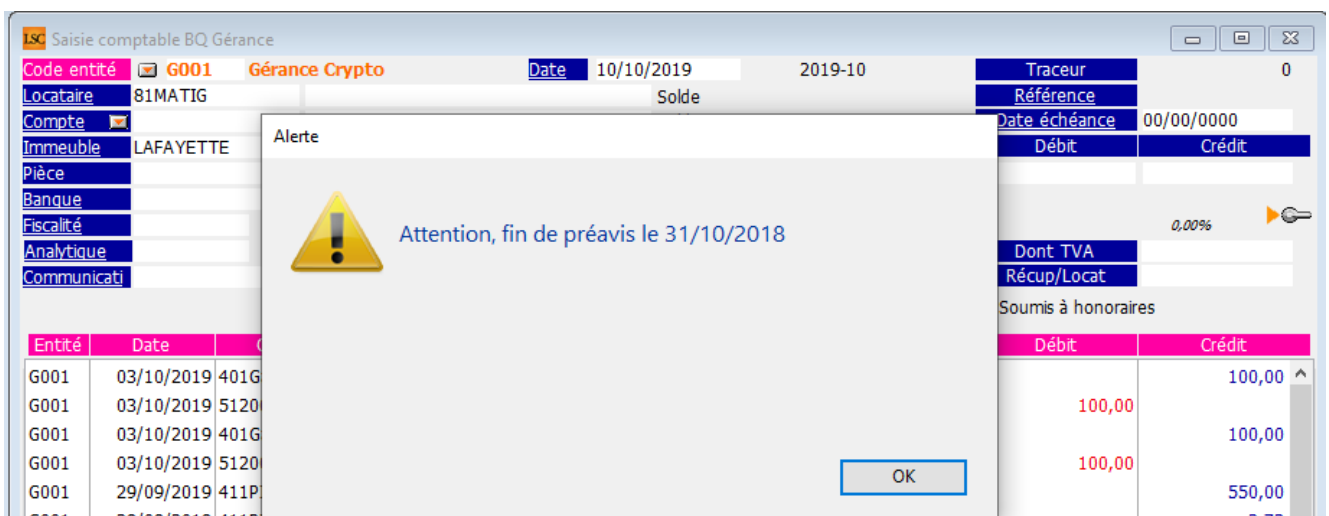 LSC Saisie comptable BQ Gérance
Code entité G001 Gérance Crypto Date 10/10/2019 2019-10 Traceur 0
Locataire 81MATIG Solde Référence
Compte Date échéance 00/00/0000
Alerte
Immeuble LAFAYETTE Débit Crédit
Pièce
Banque
Fiscalité 0,00%
Attention, fin de préavis le 31/10/2018
Analytique Dont TVA
Communicati Récup/Locat
Soumis à honoraires
Entité Date Débit Crédit
G001 03/10/2019 401G 100,00
G001 03/10/2019 5120 100,00
G001 03/10/2019 401G 100,00
G001 03/10/2019 5120 100,00
OK
G001 29/09/2019 411P 550,00